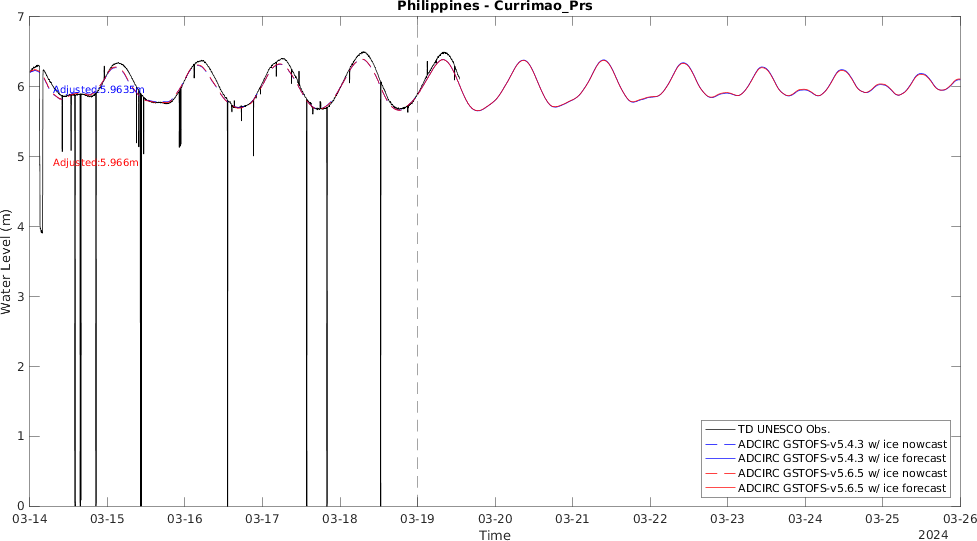 Philippines - Currimao_Prs
7
6
5
4
3
2
1
0
Water Level (m)
Adjusted:5.9635m
Adjusted:5.966m
TD UNESCO Obs.
ADCIRC GSTOFS-v5.4.3 w/ ice nowcast
ADCIRC GSTOFS-v5.4.3 w/ ice forecast
ADCIRC GSTOFS-v5.6.5 w/ ice nowcast
ADCIRC GSTOFS-v5.6.5 w/ ice forecast
03-14 03-15 03-16 03-17 03-18 03-19 03-20 03-21 03-22 03-23 03-24 03-25 03-26
Time
2024